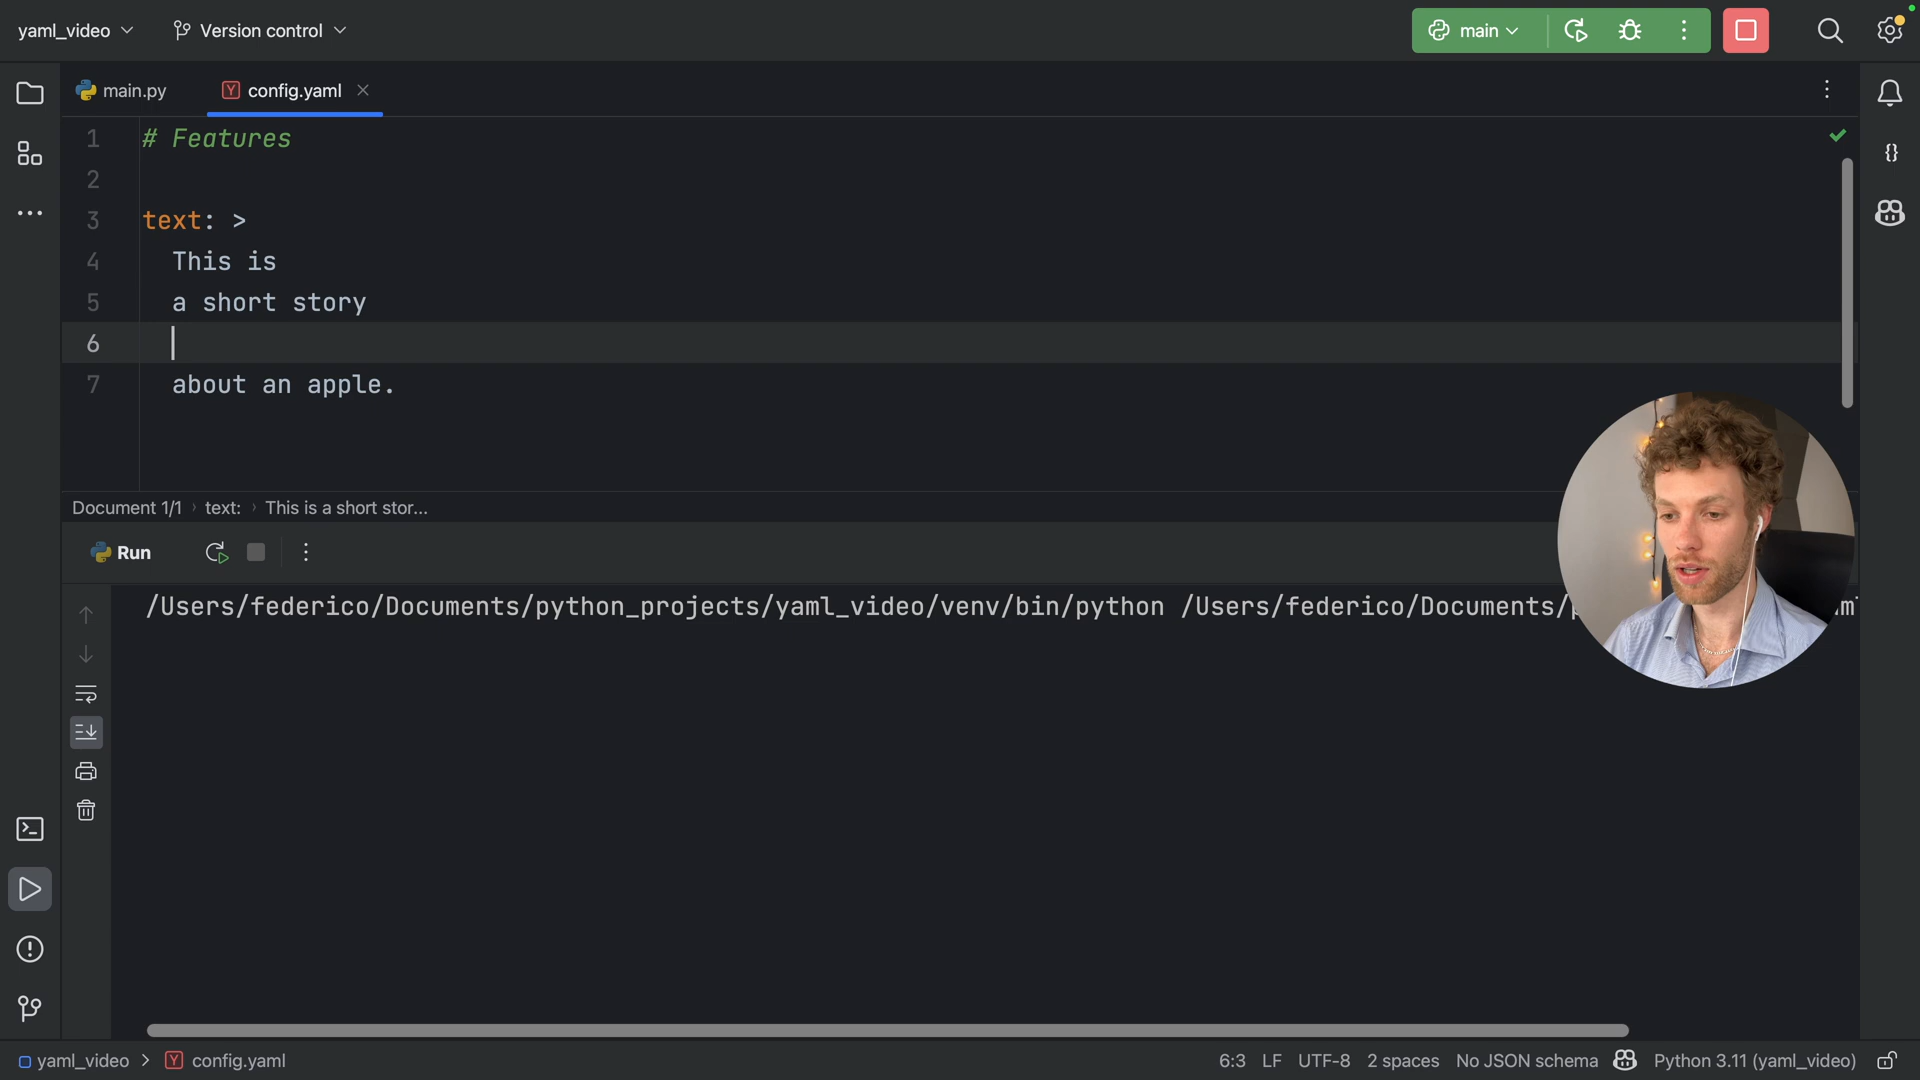 yaml_video
Version control
main
main.py
config.yaml
1 # Features
2
3 text: >
4 This is
5 a short story
6
7 about an apple.
Document 1/1 › text: › This is a short stor...
Run
/Users/federico/Documents/python_projects/yaml_video/venv/bin/python /Users/federico/Documents/
yaml_video > config.yaml
6:3 LF UTF-8 2 spaces No JSON schema Python 3.11 (yaml_video)